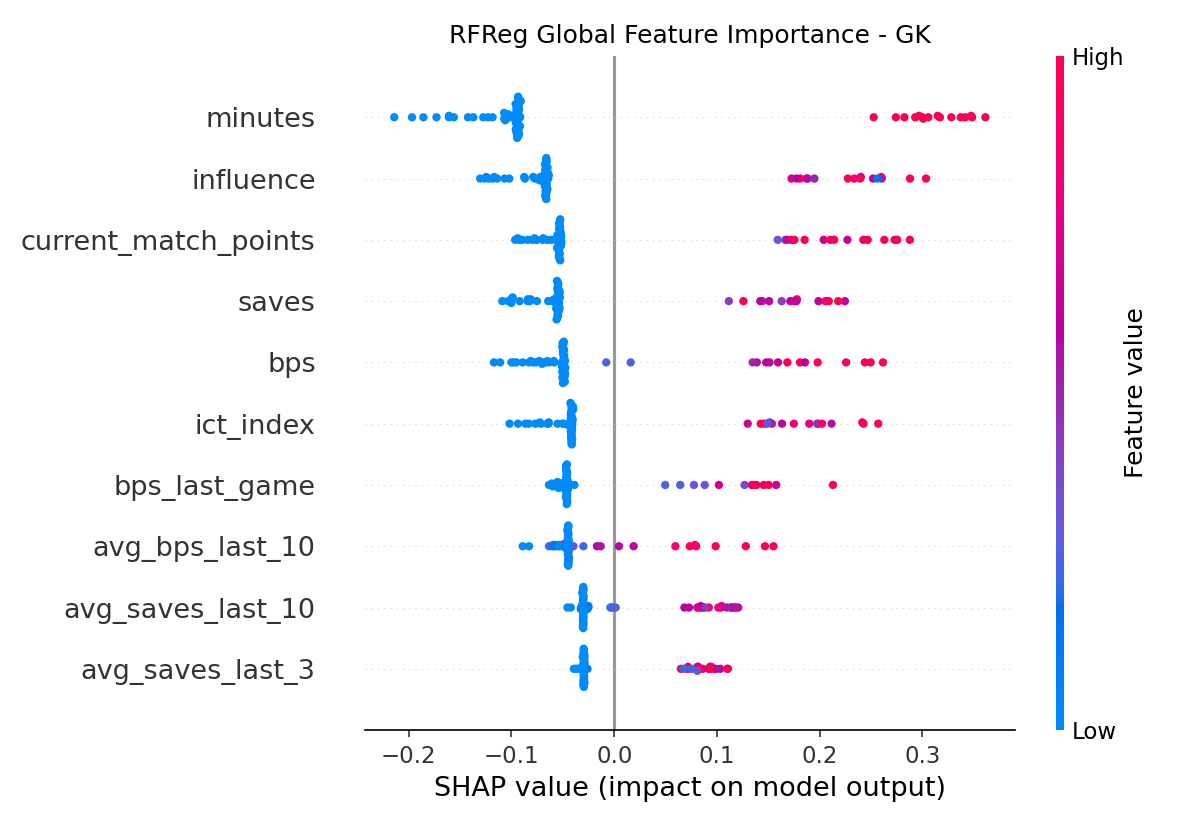 RFReg Global Feature Importance - GK
High
minutes
influence
current_match_points
saves
bps
ict_index
bps_last_game
avg_bps_last_10
avg_saves_last_10
avg_saves_last_3
Feature value
Low
−0.2 −0.1 0.0 0.1 0.2 0.3
SHAP value (impact on model output)